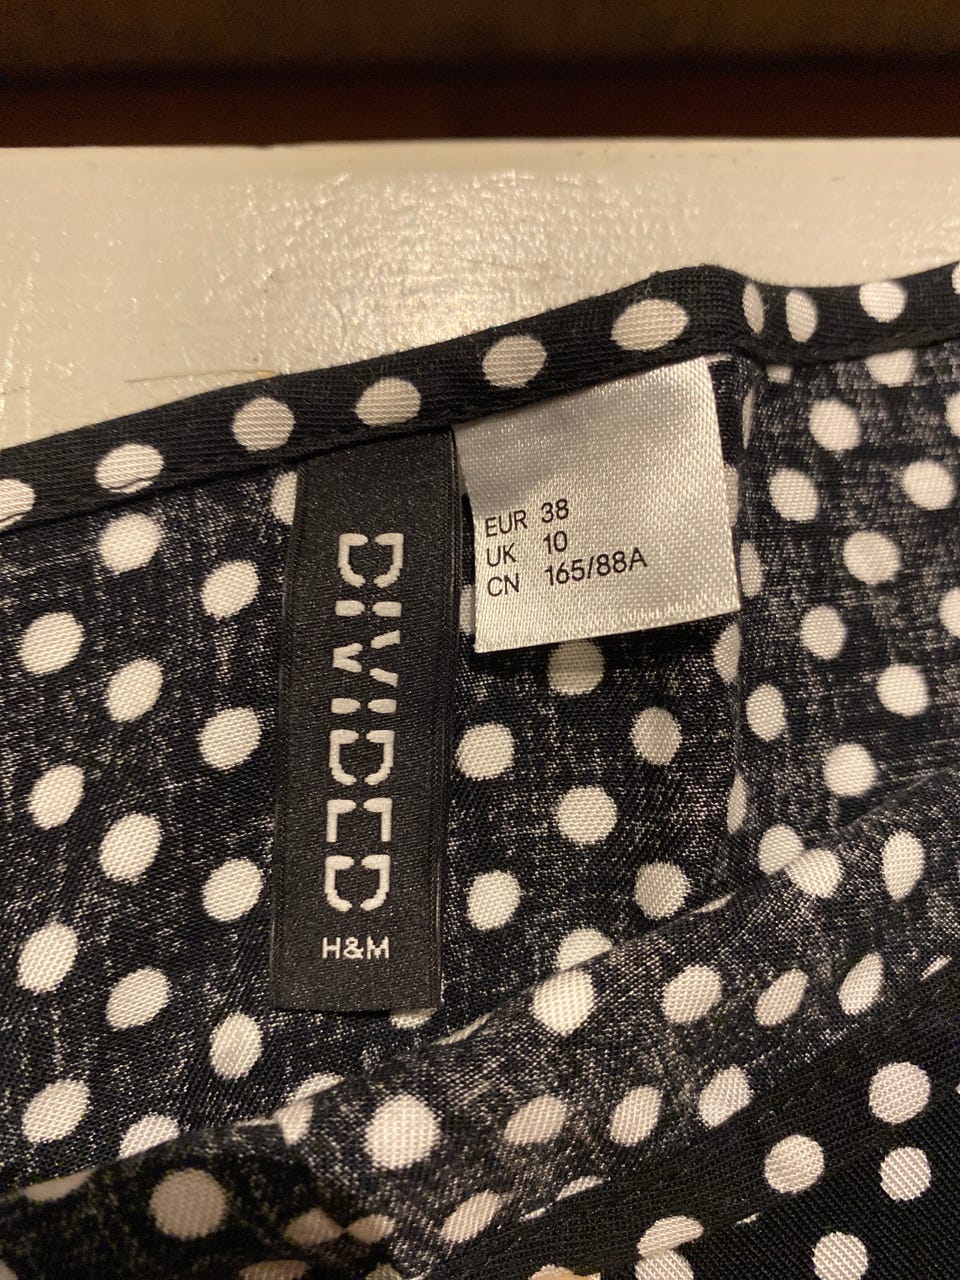 DIVIDED
H&M
EUR 38
UK 10
CN 165/88A